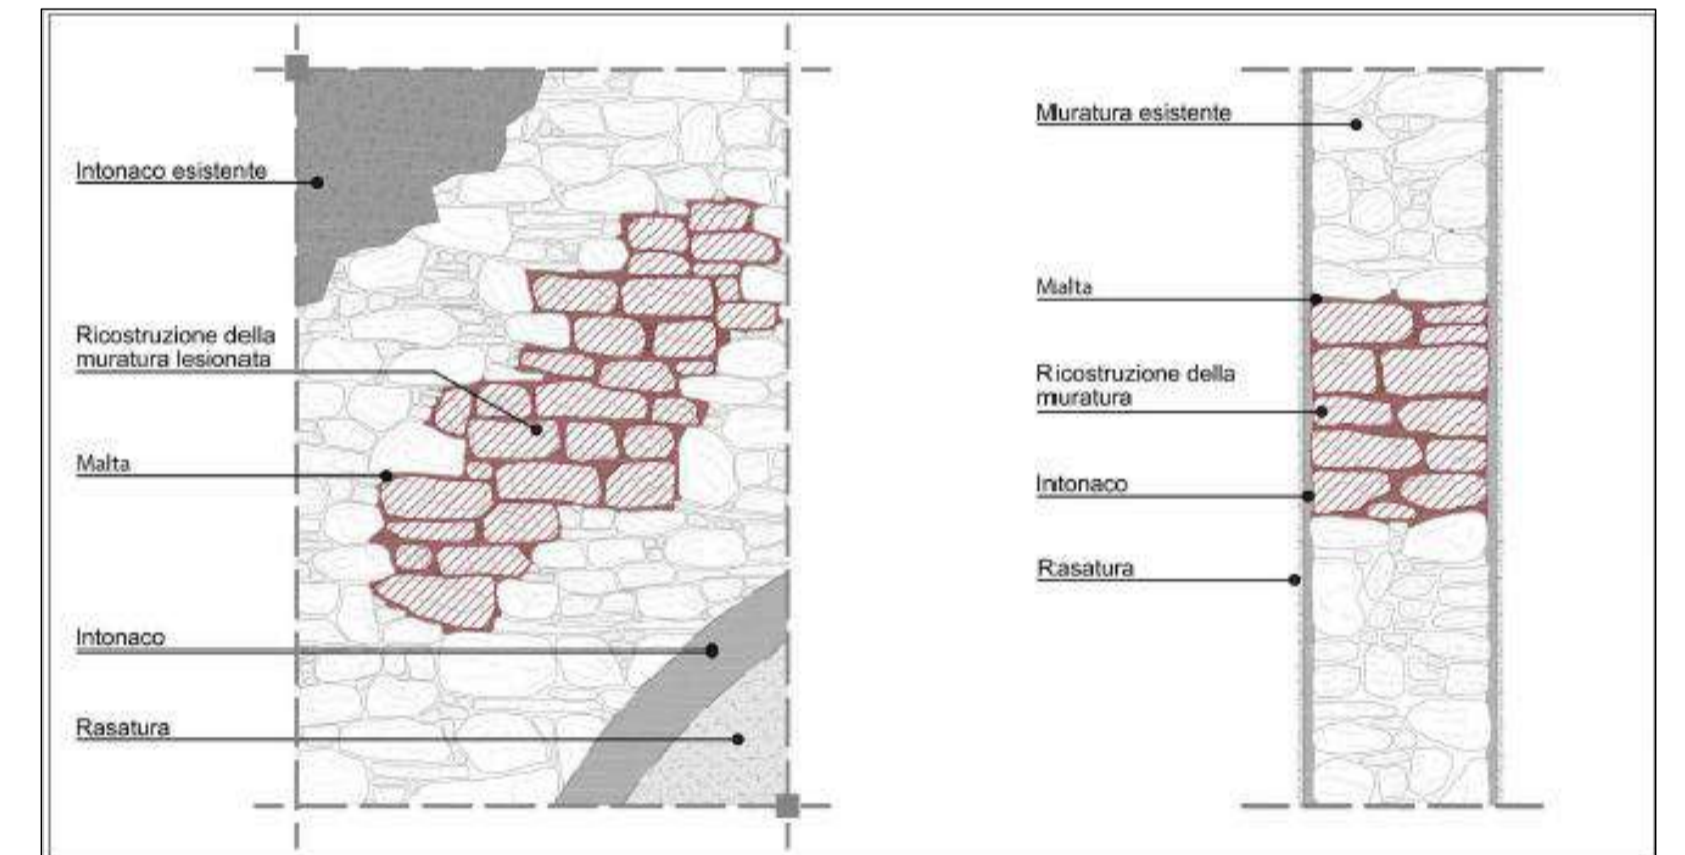 Intonaco esistente
Ricostruzione della
muratura lesionata
Malta
Intonaco
Rasatura
Muratura esistente
Malta
Ricostruzione della
muratura
Intonaco
Rasatura